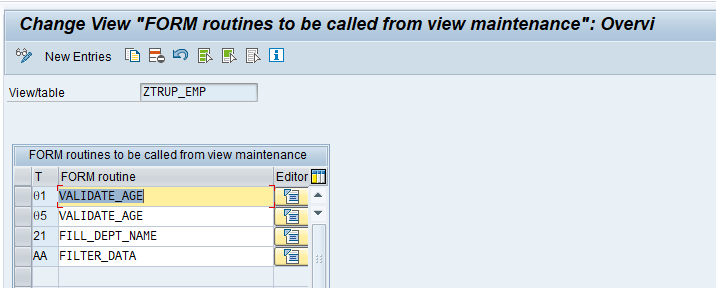 Change View "FORM routines to be called from view maintenance": Overvi
New Entries
View/table ZTRUP_EMP
FORM routines to be called from view maintenance
T FORM routine Editor
01 VALIDATE_AGE
05 VALIDATE_AGE
21 FILL_DEPT_NAME
AA FILTER_DATA